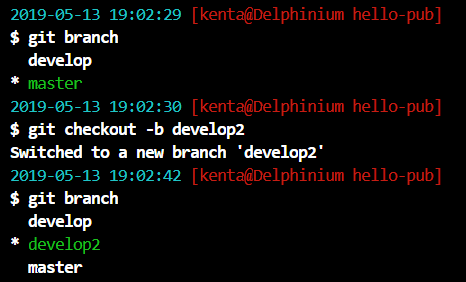 2019-05-13 19:02:29 [kenta@Delphinium hello-pub]
$ git branch
  develop
* master
2019-05-13 19:02:30 [kenta@Delphinium hello-pub]
$ git checkout -b develop2
Switched to a new branch 'develop2'
2019-05-13 19:02:42 [kenta@Delphinium hello-pub]
$ git branch
  develop
* develop2
  master